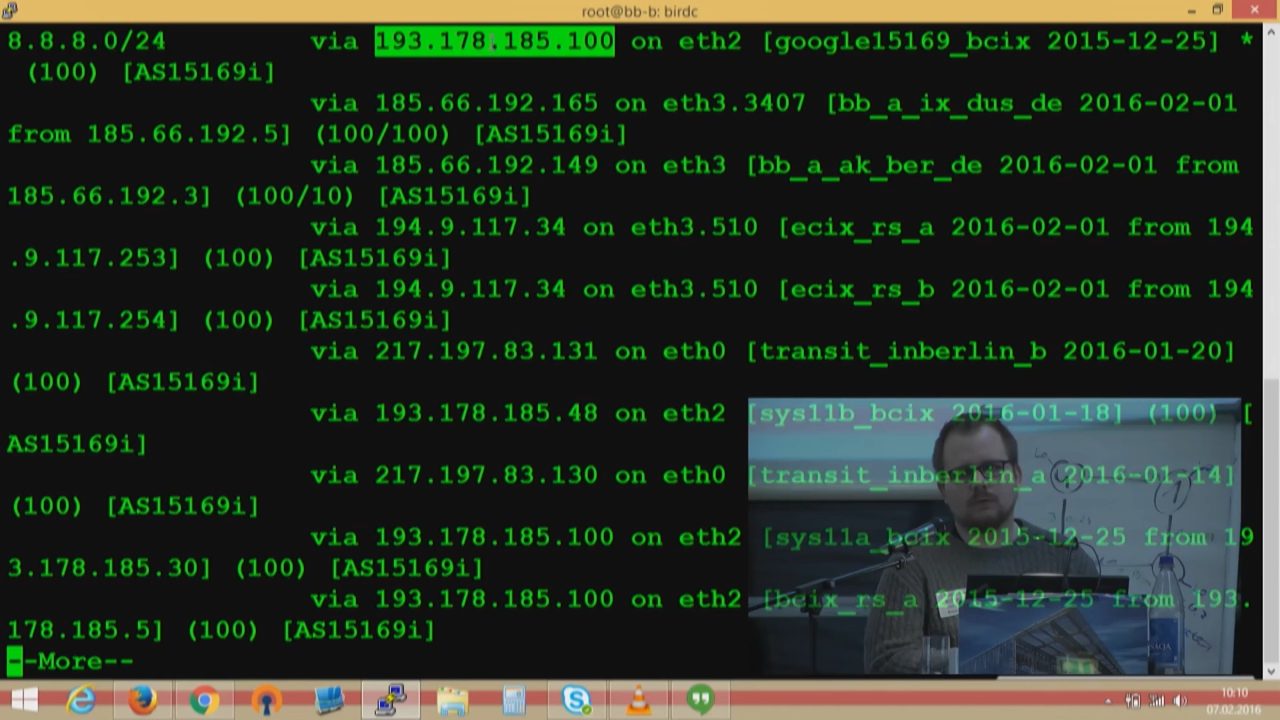 root@bb-b: birdc
8.8.8.0/24 via 193.178.185.100 on eth2 [google15169_bcix 2015-12-25] *
(100) [AS15169i]
via 185.66.192.165 on eth3.3407 [bb_a_ix_dus_de 2016-02-01
from 185.66.192.5] (100/100) [AS15169i]
via 185.66.192.149 on eth3 [bb_a_ak_ber_de 2016-02-01 from
185.66.192.3] (100/10) [AS15169i]
via 194.9.117.34 on eth3.510 [ecix_rs_a 2016-02-01 from 194
.9.117.253] (100) [AS15169i]
via 194.9.117.34 on eth3.510 [ecix_rs_b 2016-02-01 from 194
.9.117.254] (100) [AS15169i]
via 217.197.83.131 on eth0 [transit_inberlin_b 2016-01-20]
(100) [AS15169i]
via 193.178.185.48 on eth2 [sys11b_bcix 2016-01-18] (100) [
AS15169i]
via 217.197.83.130 on eth0 [transit_inberlin_a 2016-01-14]
(100) [AS15169i]
via 193.178.185.100 on eth2 [sys11a_bcix 2015-12-25 from 19
3.178.185.30] (100) [AS15169i]
via 193.178.185.100 on eth2 [bcix_rs_a 2015-12-25 from 193.
178.185.5] (100) [AS15169i]
--More--
10:10
07.02.2016